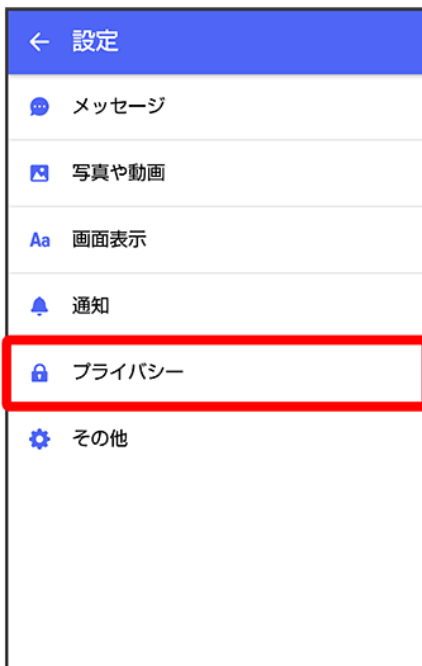 設定
メッセージ
写真や動画
Aa 画面表示
通知
プライバシー
その他